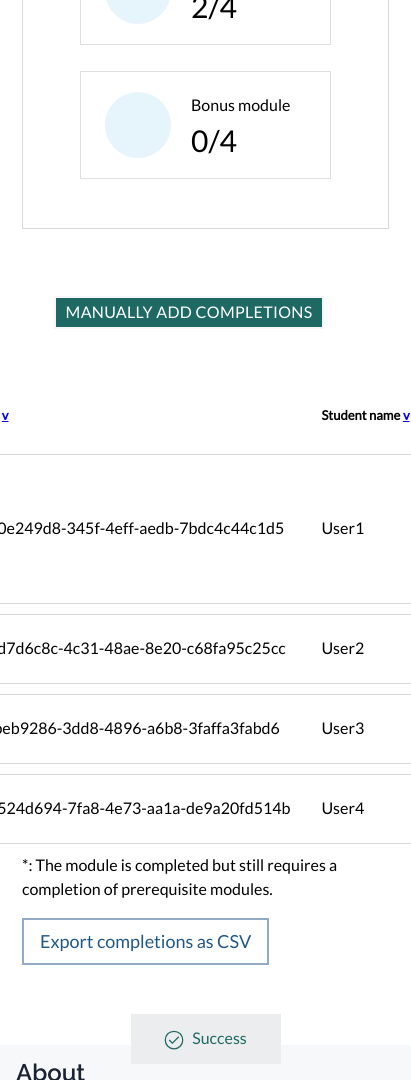 2/4
Bonus module
0/4
MANUALLY ADD COMPLETIONS
v Student name v
0e249d8-345f-4eff-aedb-7bdc4c44c1d5 User1
d7d6c8c-4c31-48ae-8e20-c68fa95c25cc User2
beb9286-3dd8-4896-a6b8-3faffa3fabd6 User3
524d694-7fa8-4e73-aa1a-de9a20fd514b User4
*: The module is completed but still requires a
completion of prerequisite modules.
Export completions as CSV
Success
About